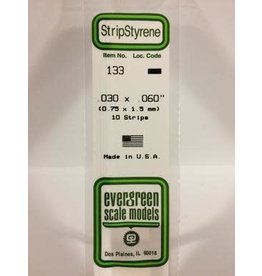 StripStyrene
Item No. Loc. Code
133
.030 x .060"
(0.75 x 1.5 mm)
10 Strips
Made in U.S.A.
evergreen
scale models
Des Plaines, IL 60018